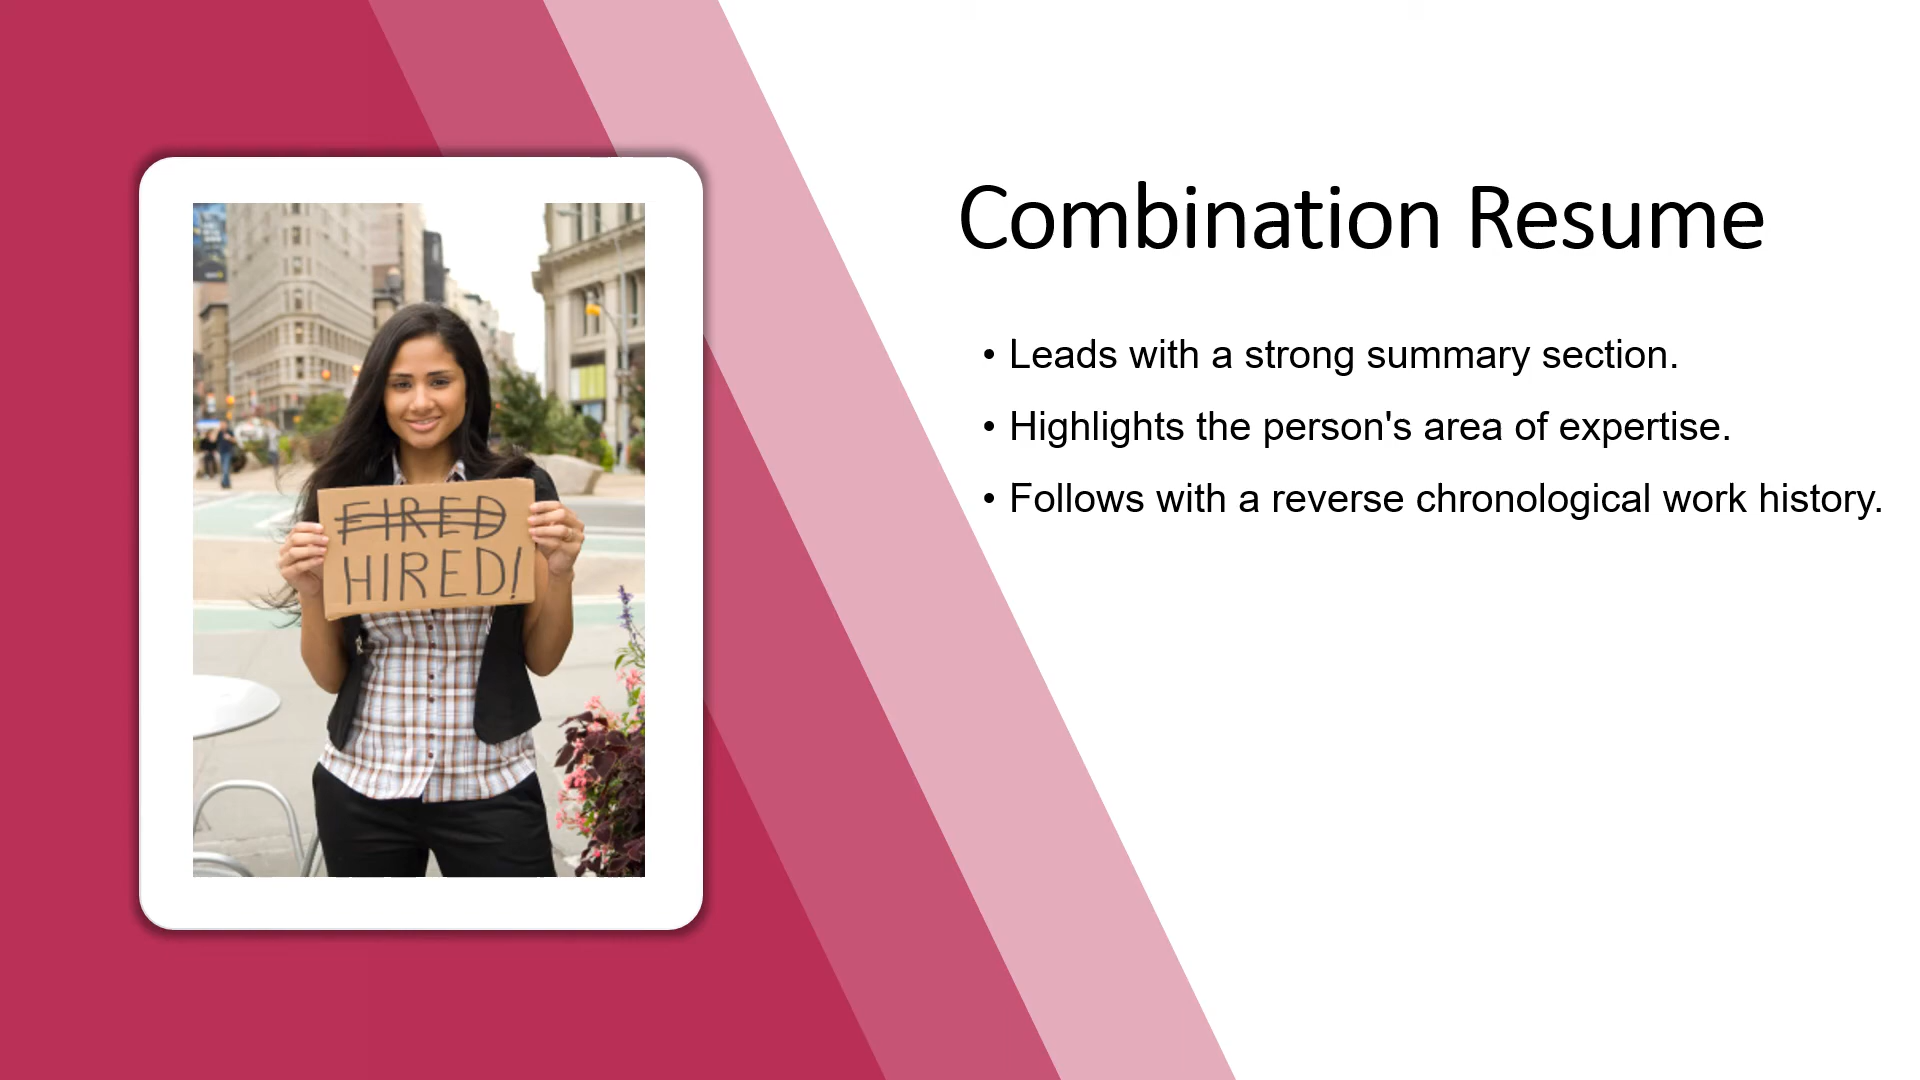 Combination Resume
• Leads with a strong summary section.
• Highlights the person's area of expertise.
• Follows with a reverse chronological work history.
FIRED
HIRED!